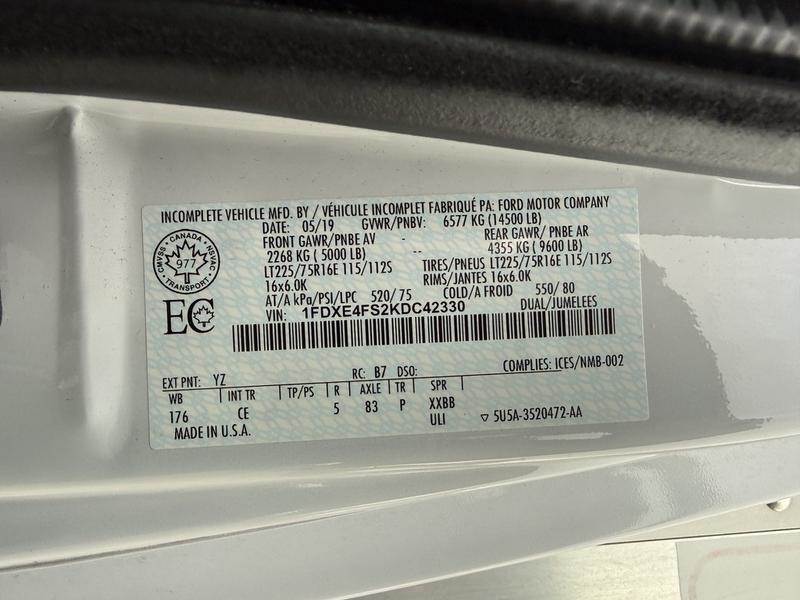 INCOMPLETE VEHICLE MFD. BY / VÉHICULE INCOMPLET FABRIQUÉ PA: FORD MOTOR COMPANY
DATE: 05/19 GVWR/PNBV: 6577 KG (14500 LB)
FRONT GAWR/PNBE AV - REAR GAWR/ PNBE AR
2268 KG ( 5000 LB) -- 4355 KG ( 9600 LB)
LT225/75R16E 115/112S TIRES/PNEUS LT225/75R16E 115/112S
16x6.0K RIMS/JANTES 16x6.0K
AT/A kPa/PSI/LPC 520/ 75 COLD/A FROID 550/ 80
VIN: 1FDXE4FS2KDC42330 DUAL/JUMELEES
CANADA
CMVSS NSVAC
977
TRANSPORT
EC
EXT PNT: YZ RC: B7 DSO: COMPLIES: ICES/NMB-002
WB INT TR TP/PS R AXLE TR SPR
176 CE 5 83 P XXBB
ULI ▽ 5U5A-3520472-AA
MADE IN U.S.A.